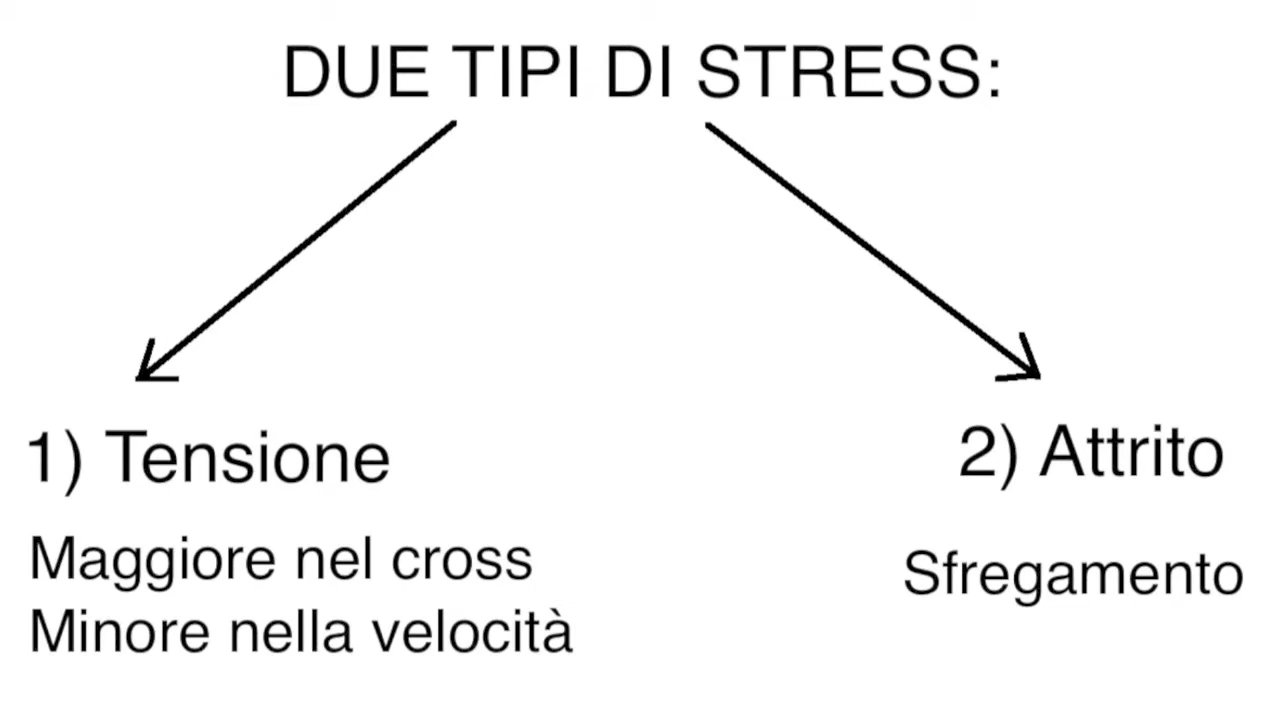 DUE TIPI DI STRESS:
1) Tensione
Maggiore nel cross
Minore nella velocità
2) Attrito
Sfregamento